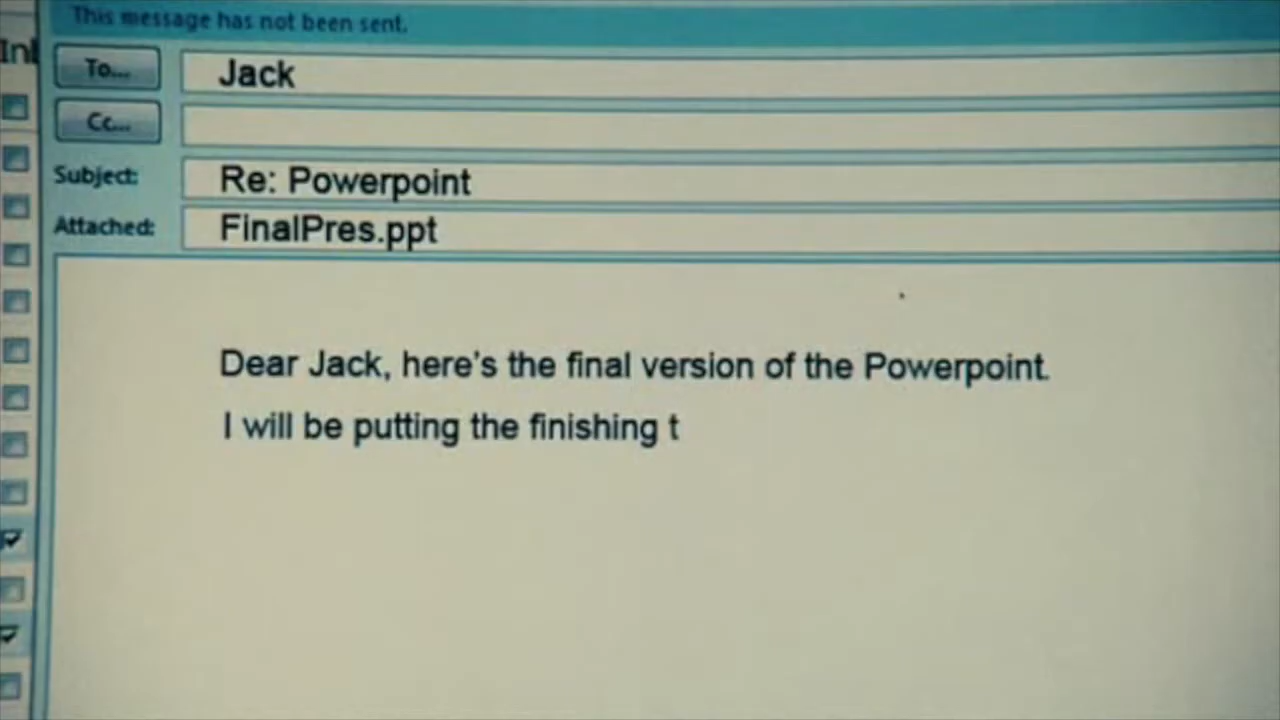 This message has not been sent.
To... Jack
Cc...
Subject: Re: Powerpoint
Attached: FinalPres.ppt
Dear Jack, here's the final version of the Powerpoint.
I will be putting the finishing t